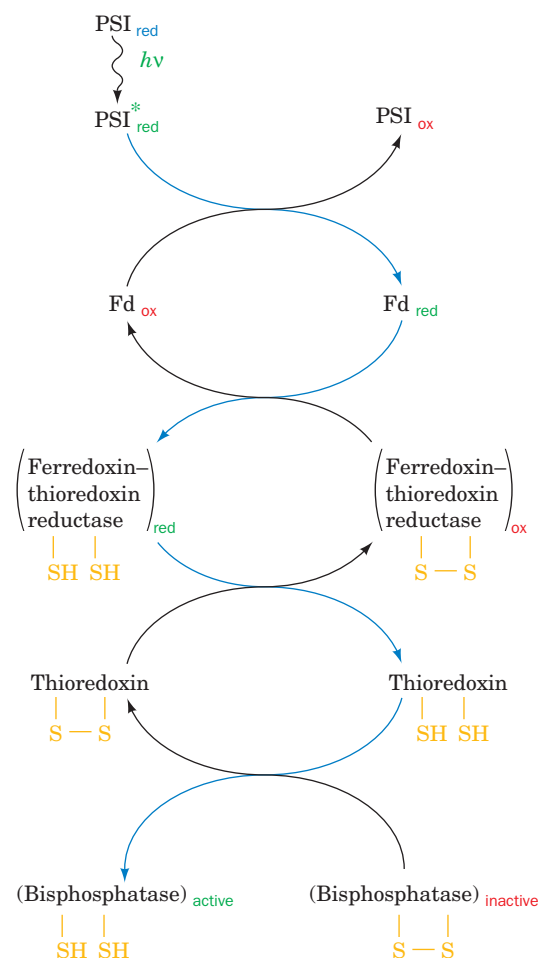 PSI red
hν
PSI* red
PSI ox
Fd ox
Fd red
Ferredoxin–
thioredoxin
reductase
red
SH SH
Ferredoxin–
thioredoxin
reductase
ox
S — S
Thioredoxin
S — S
Thioredoxin
SH SH
(Bisphosphatase) active
SH SH
(Bisphosphatase) inactive
S — S